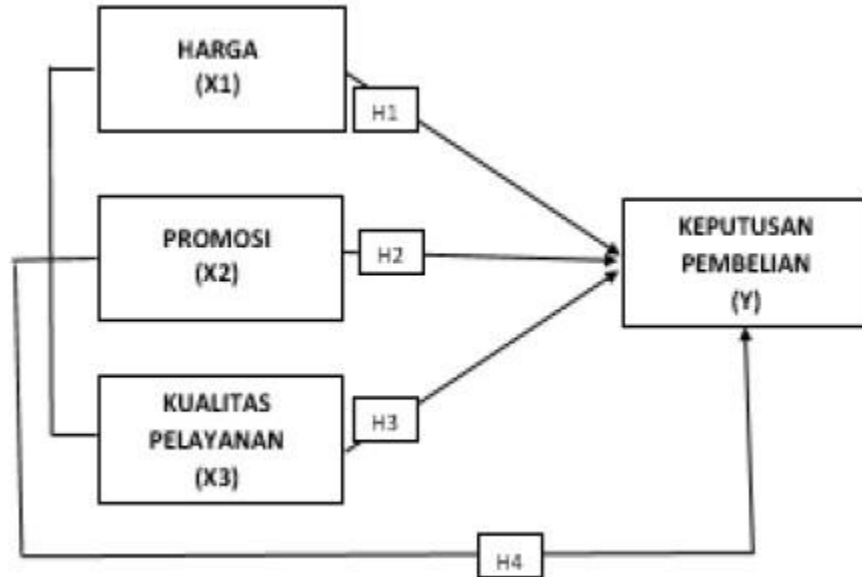 HARGA
(X1)
H1
PROMOSI
(X2)
H2
KEPUTUSAN
PEMBELIAN
(Y)
KUALITAS
PELAYANAN
(X3)
H3
H4